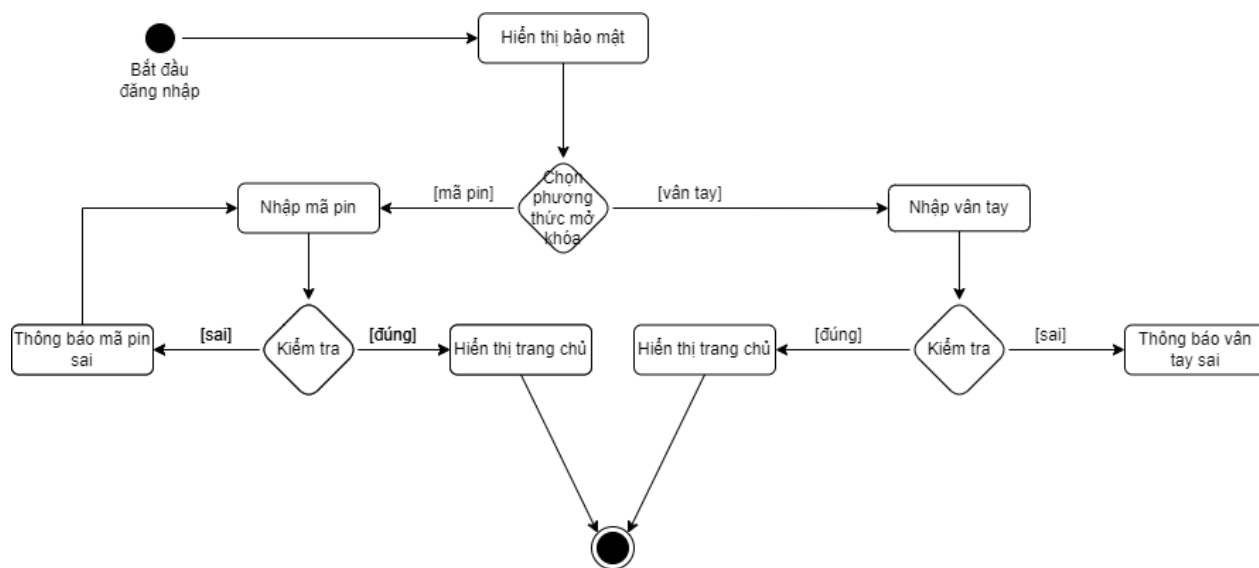 Hiển thị bảo mật
Bắt đầu
đăng nhập
Chọn
phương
thức mở
khóa
[mã pin]
[vân tay]
Nhập mã pin
Nhập vân tay
Thông báo mã pin
sai
[sai]
Kiểm tra
[đúng]
Hiển thị trang chủ
Hiển thị trang chủ
[đúng]
Kiểm tra
[sai]
Thông báo vân
tay sai